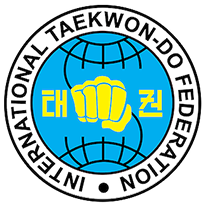 INTERNATIONAL TAEKWON-DO FEDERATION
태권